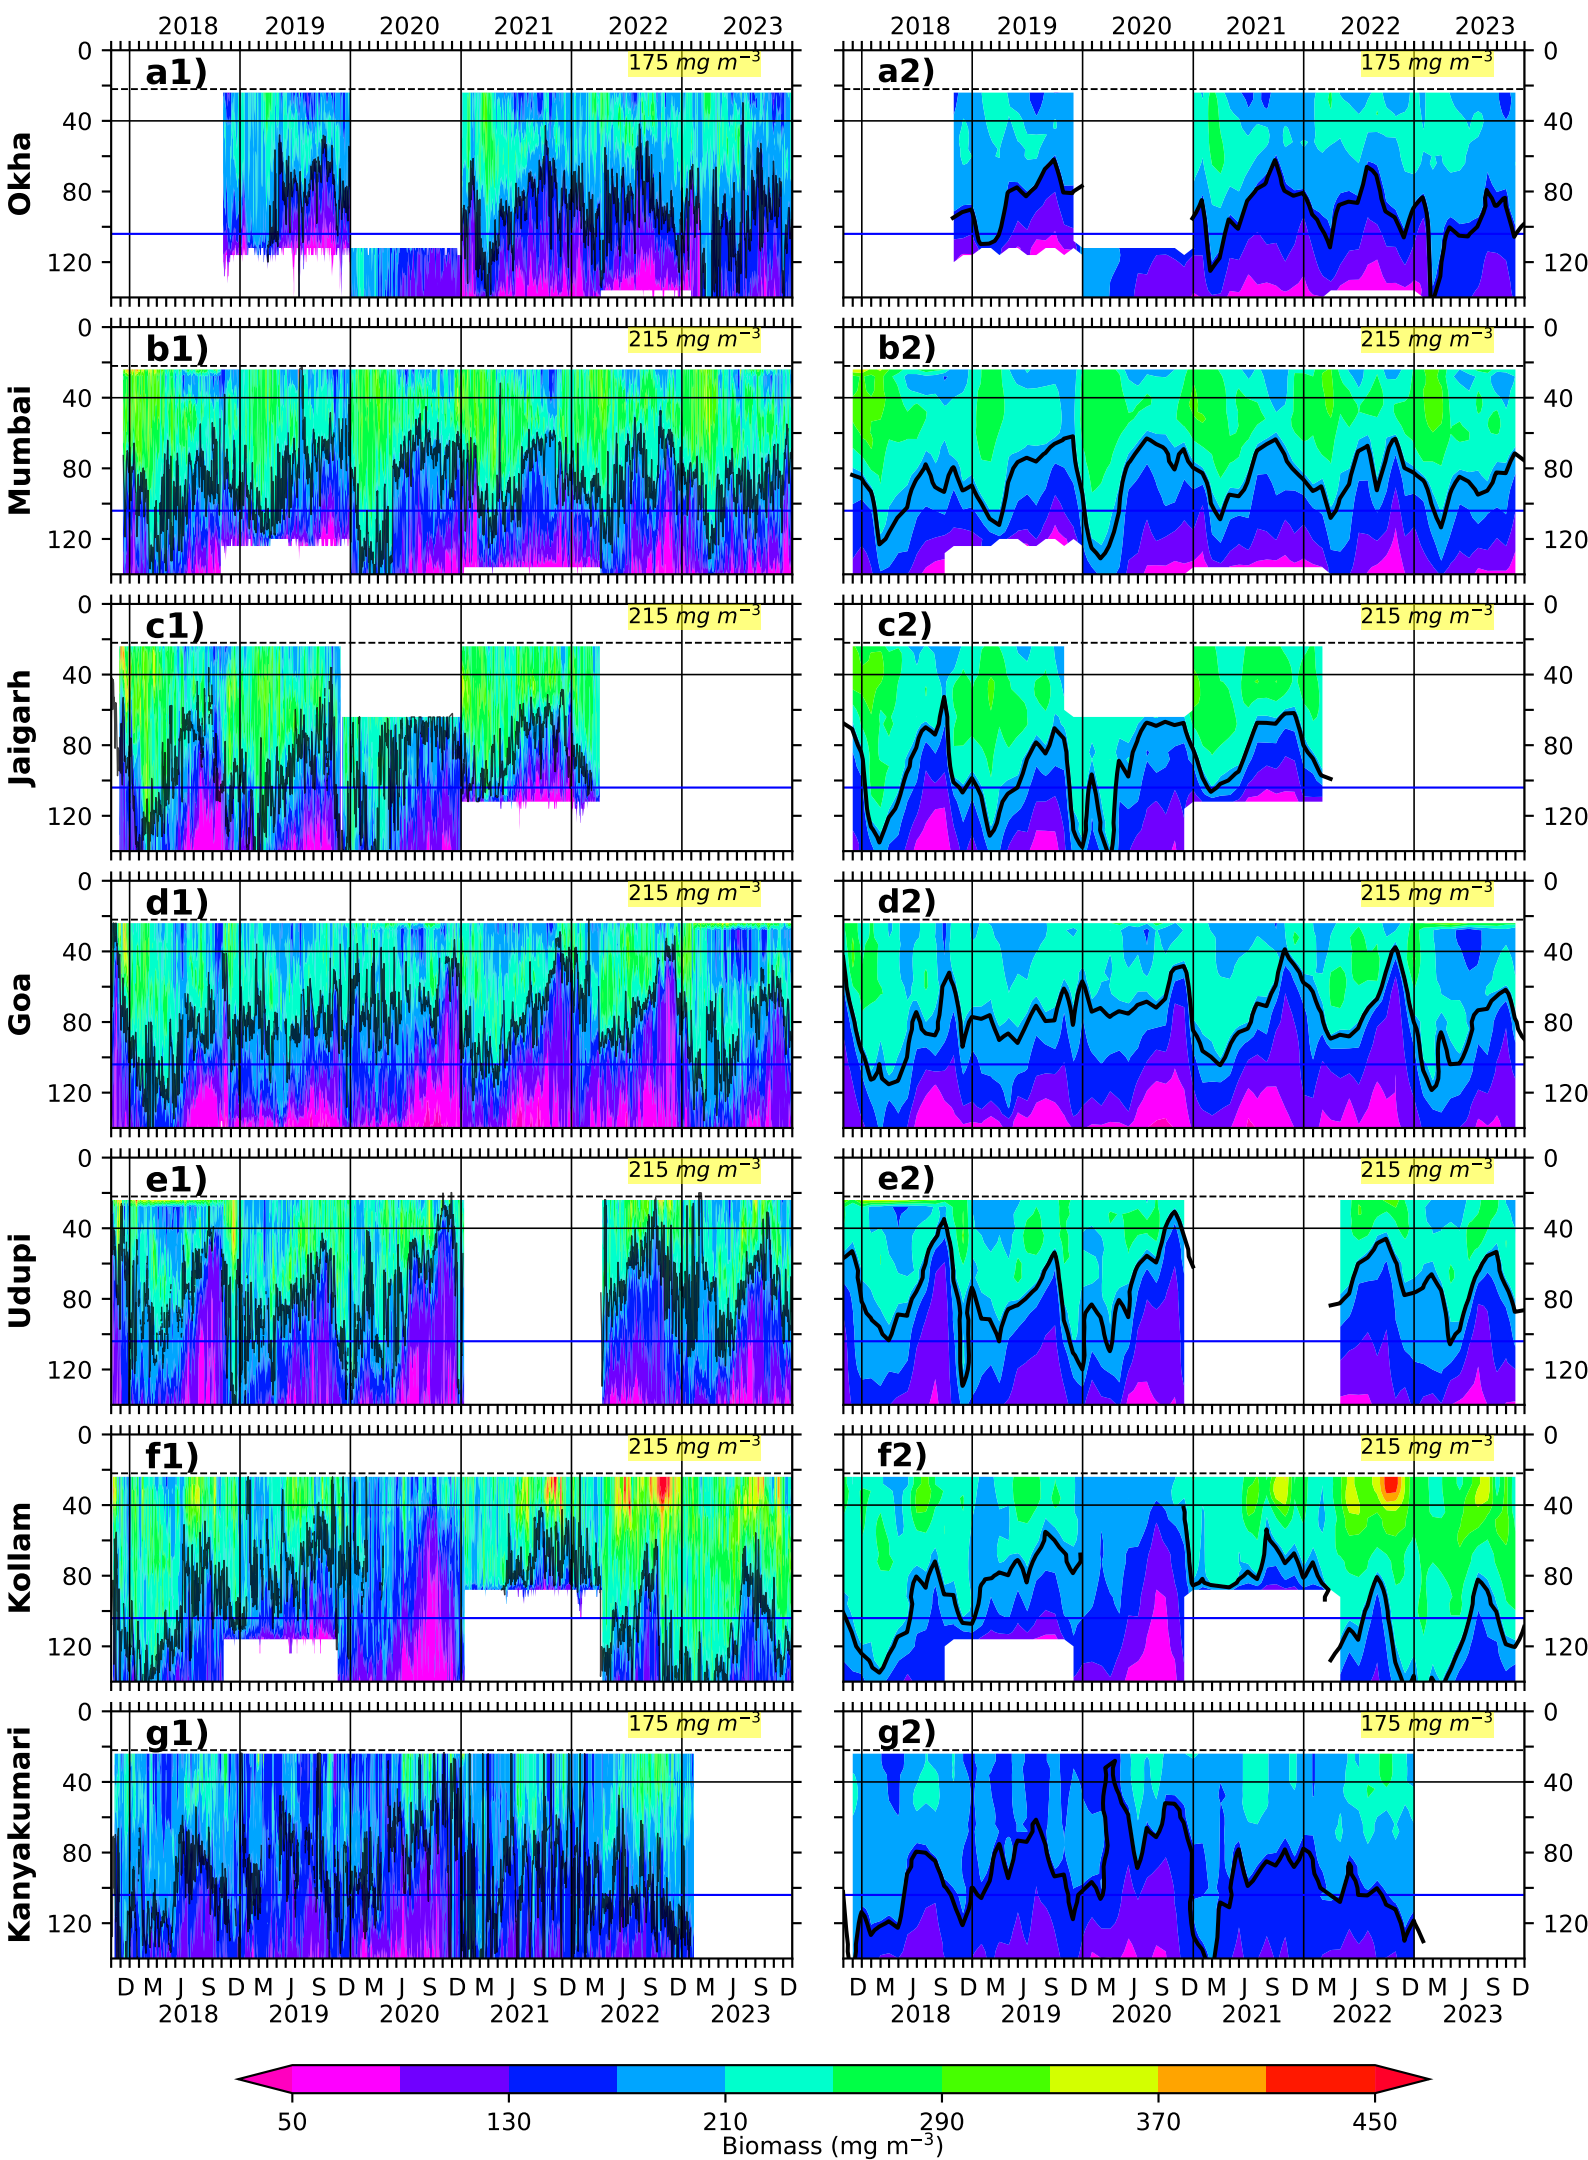 2018 2019 2020 2021 2022 2023 2018 2019 2020 2021 2022 2023
Okha
0 40 80 120
a1) 175 mg m⁻³
a2) 175 mg m⁻³
0 40 80 120
Mumbai
0 40 80 120
b1) 215 mg m⁻³
b2) 215 mg m⁻³
0 40 80 120
Jaigarh
0 40 80 120
c1) 215 mg m⁻³
c2) 215 mg m⁻³
0 40 80 120
Goa
0 40 80 120
d1) 215 mg m⁻³
d2) 215 mg m⁻³
0 40 80 120
Udupi
0 40 80 120
e1) 215 mg m⁻³
e2) 215 mg m⁻³
0 40 80 120
Kollam
0 40 80 120
f1) 215 mg m⁻³
f2) 215 mg m⁻³
0 40 80 120
Kanyakumari
0 40 80 120
g1) 175 mg m⁻³
g2) 175 mg m⁻³
0 40 80 120
D M J S D M J S D M J S D M J S D M J S D M J S D D M J S D M J S D M J S D M J S D M J S D M J S D
2018 2019 2020 2021 2022 2023 2018 2019 2020 2021 2022 2023
50 130 210 290 370 450
Biomass (mg m⁻³)